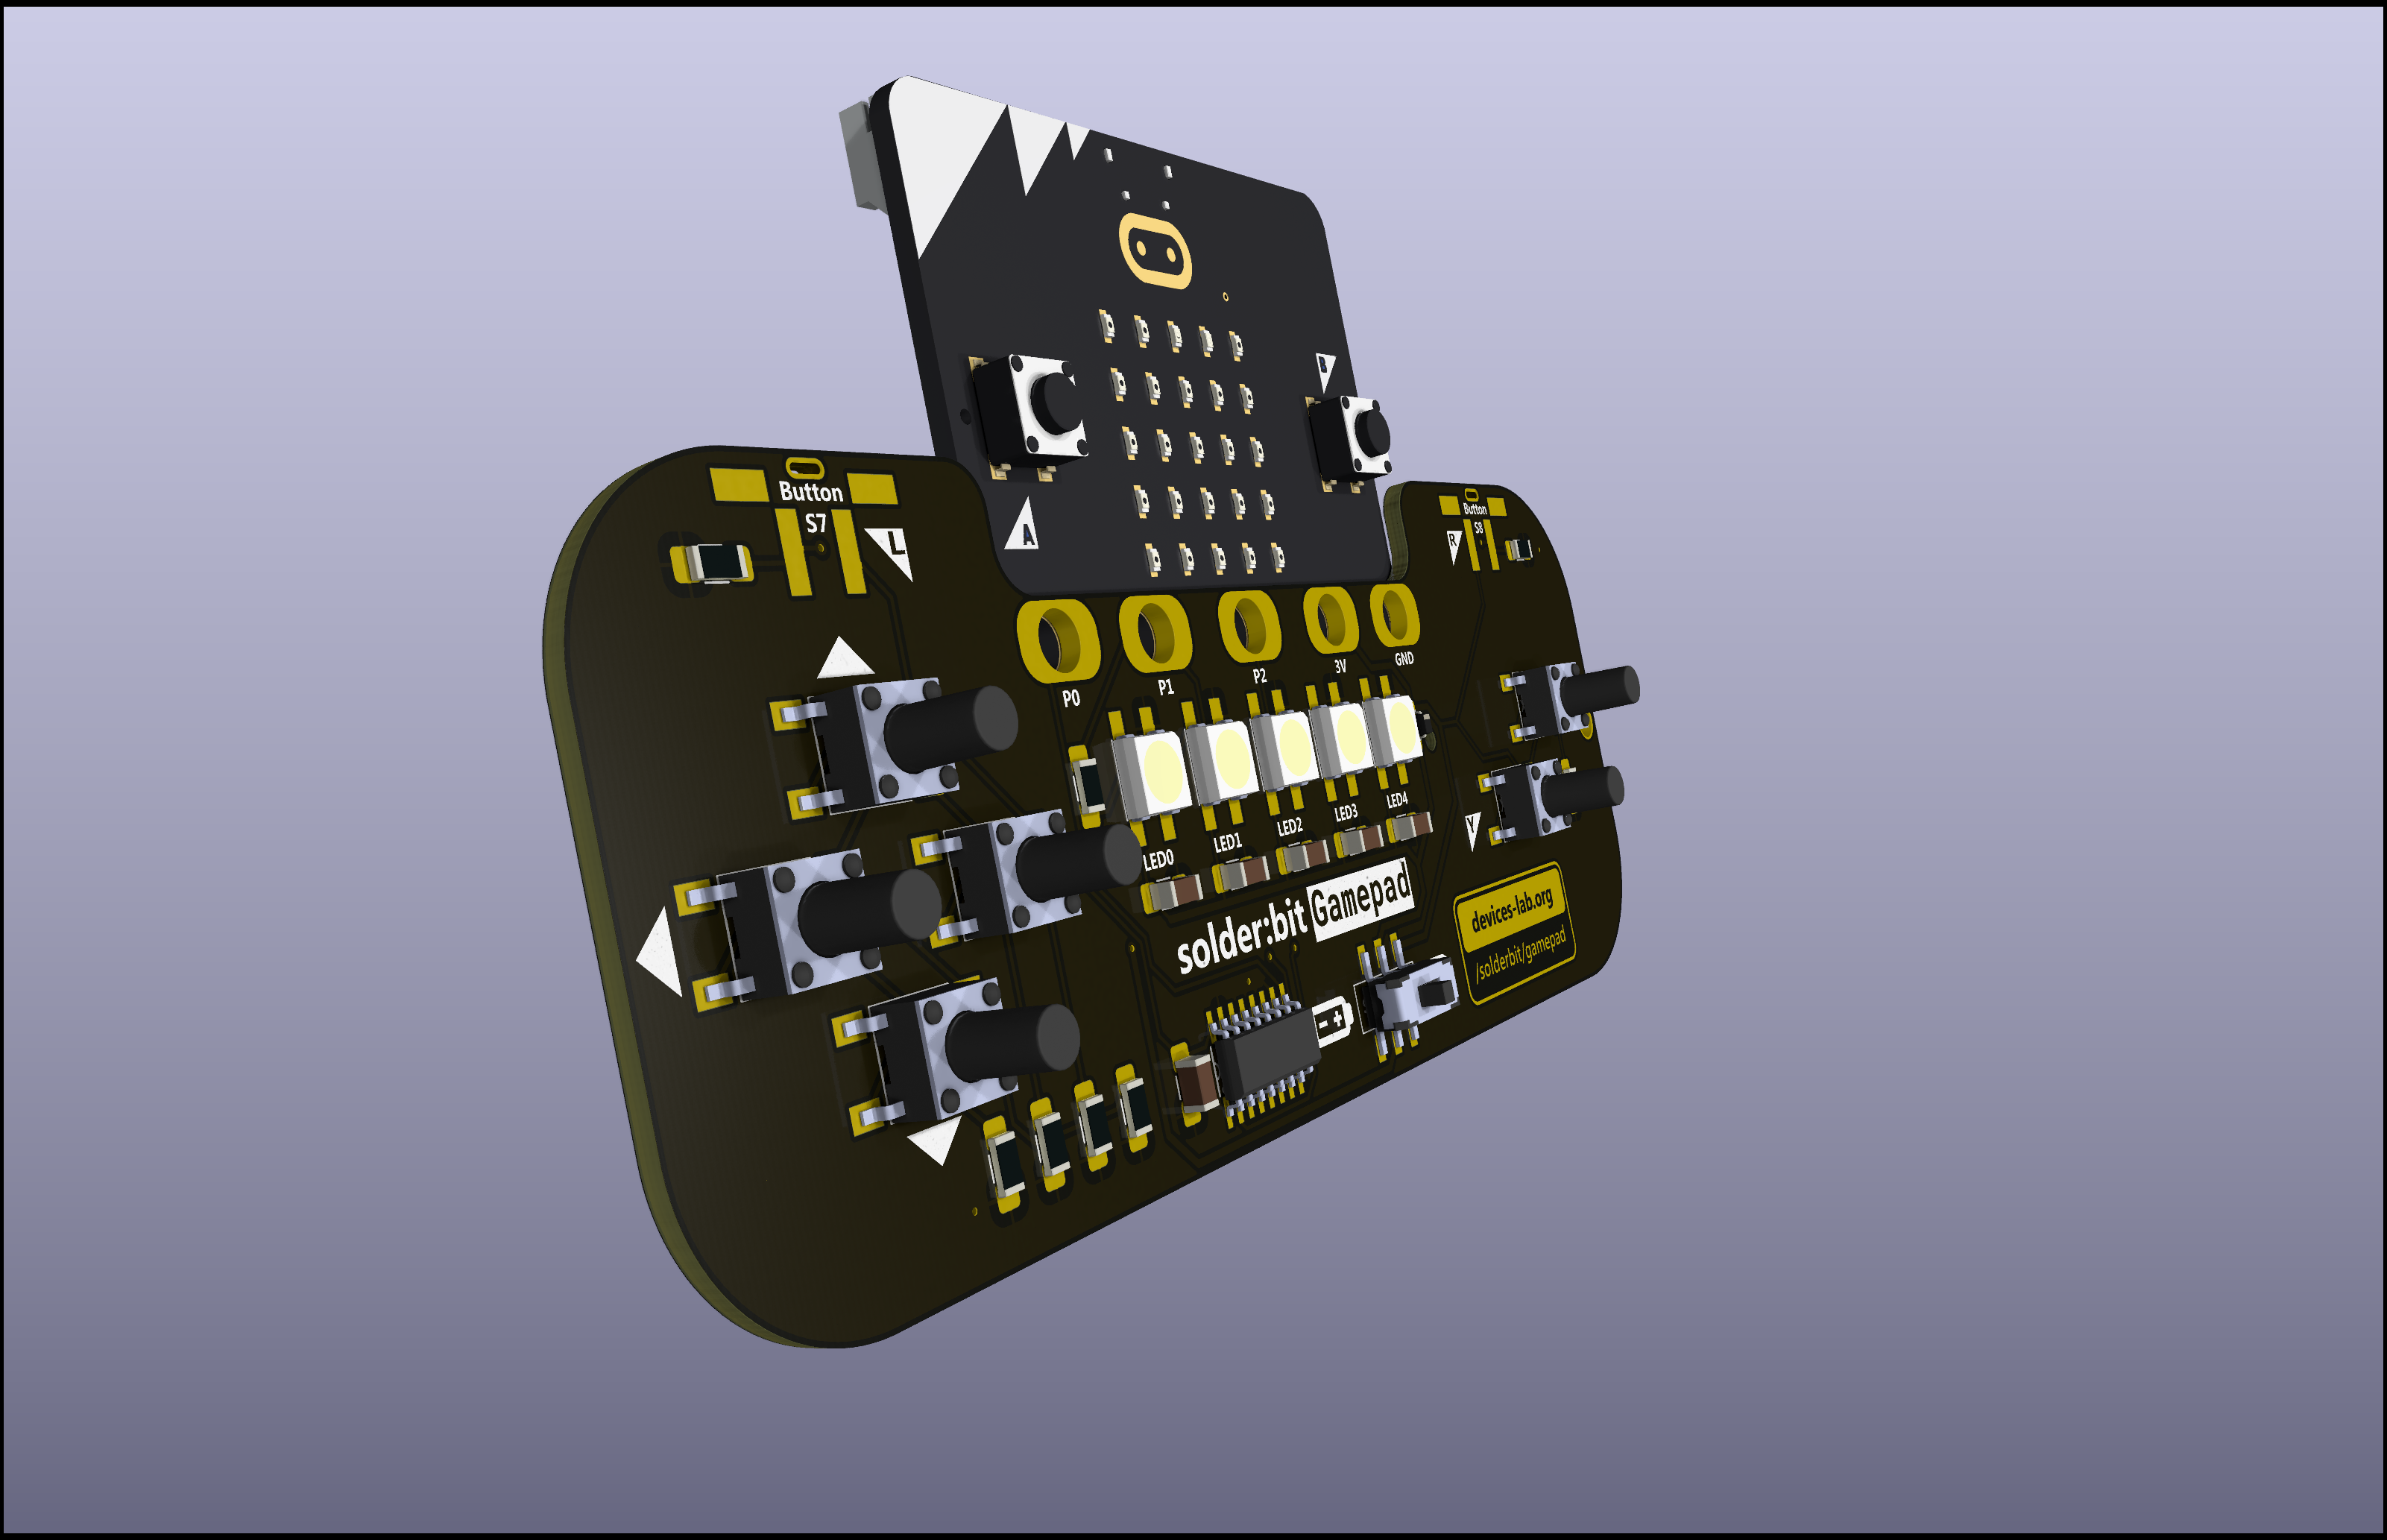 B
A
Button
S7
L
Button
S8
R
P0
P1
P2
3V
GND
LED0
LED1
LED2
LED3
LED4
Y
solder:bit Gamepad
devices-lab.org
/solderbit/gamepad
- +